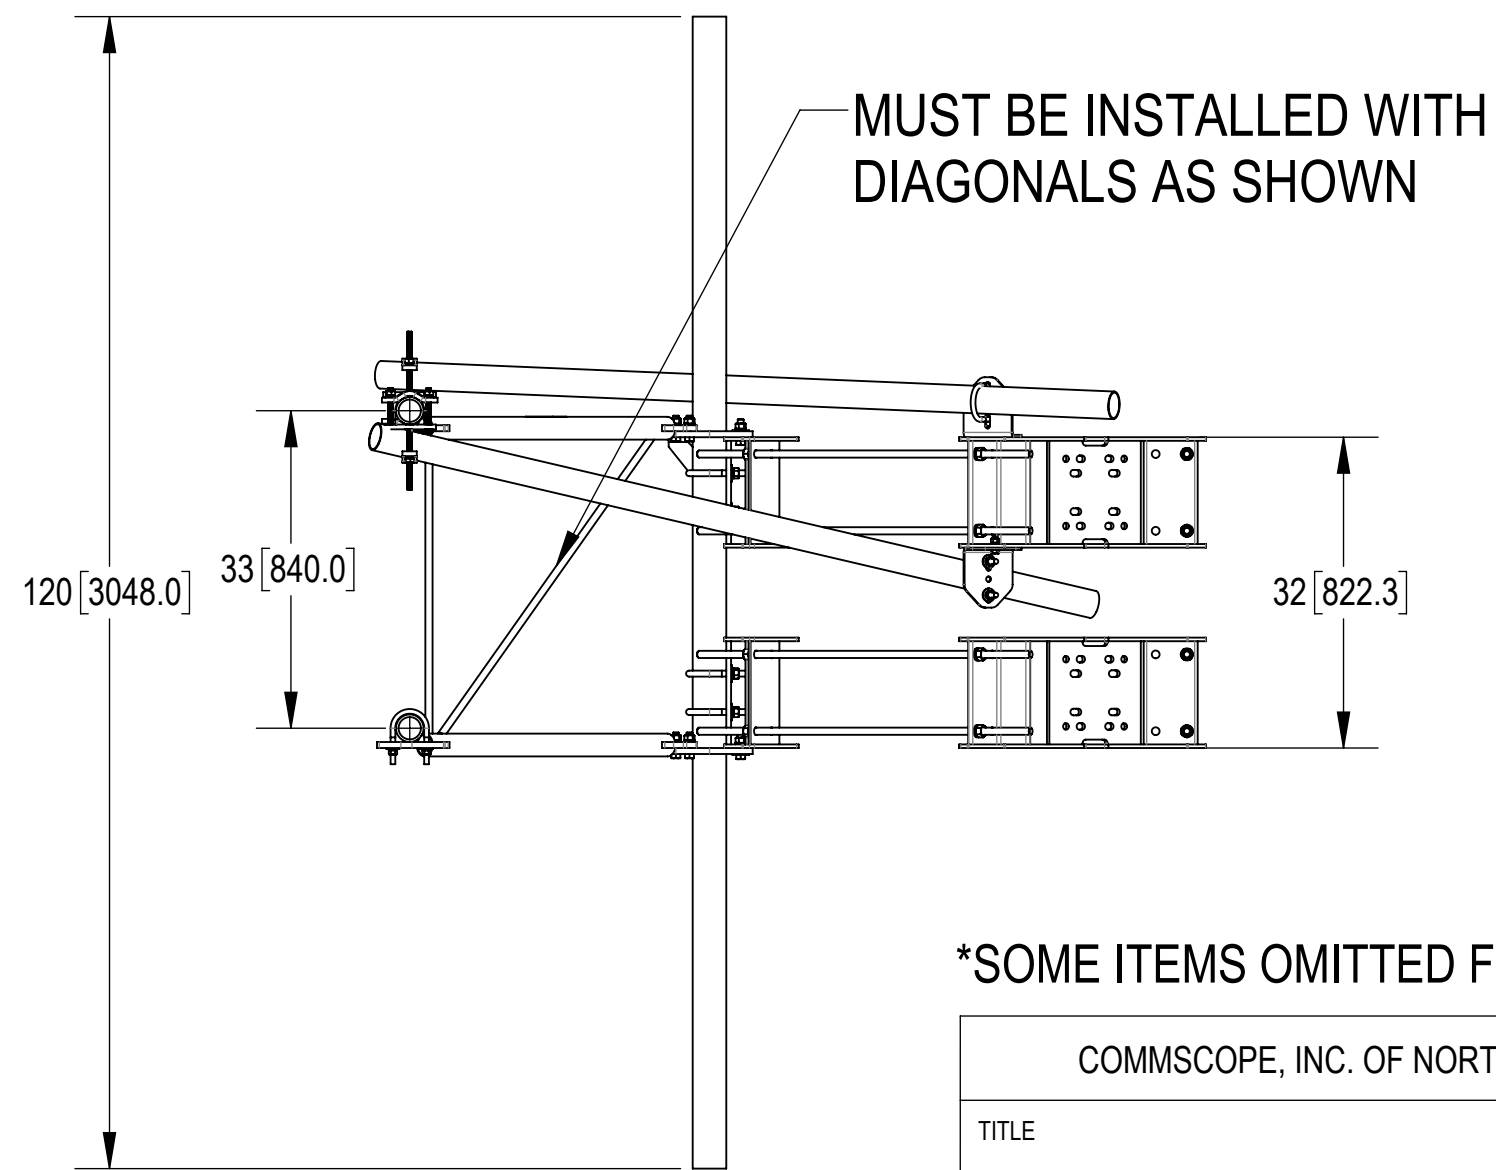 MUST BE INSTALLED WITH
DIAGONALS AS SHOWN
120 [3048.0]
33 [840.0]
32 [822.3]
*SOME ITEMS OMITTED F
COMMSCOPE, INC. OF NORT
TITLE